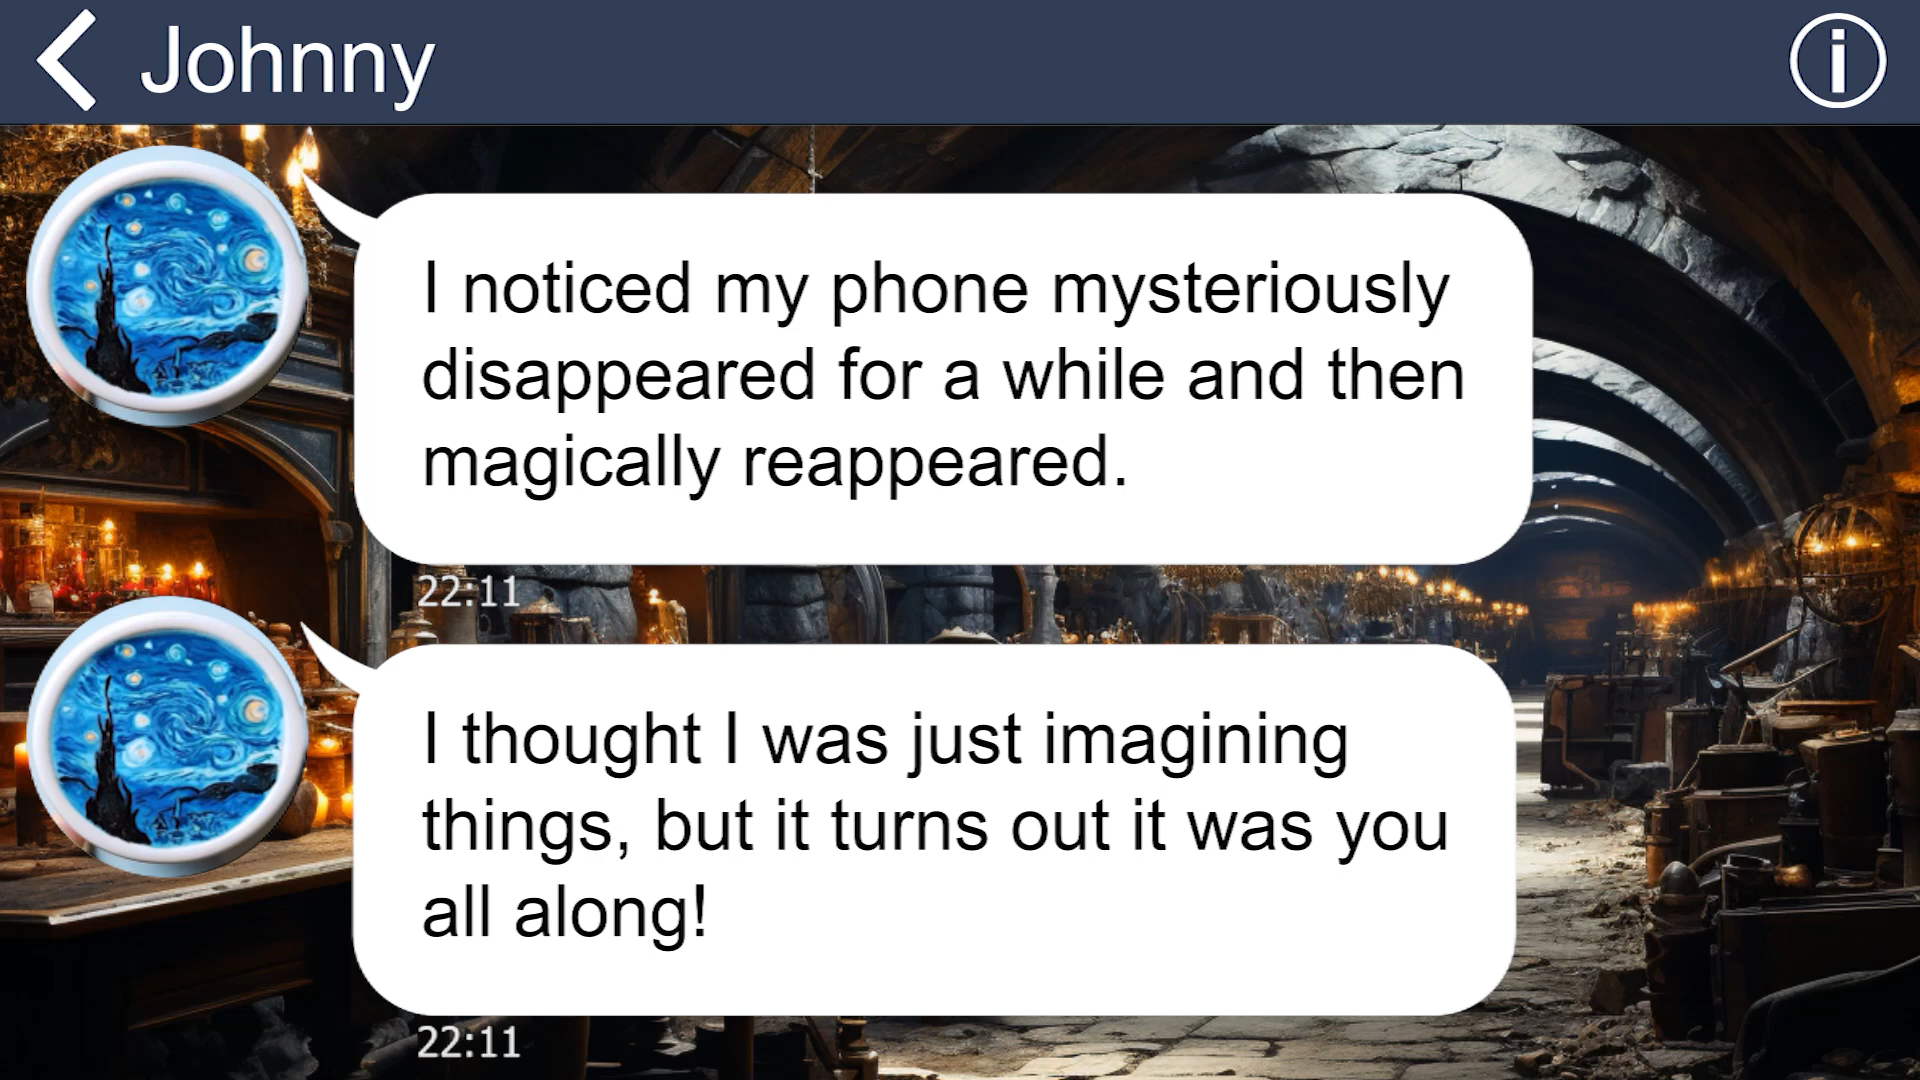 Johnny
I noticed my phone mysteriously
disappeared for a while and then
magically reappeared.
22:11
I thought I was just imagining
things, but it turns out it was you
all along!
22:11